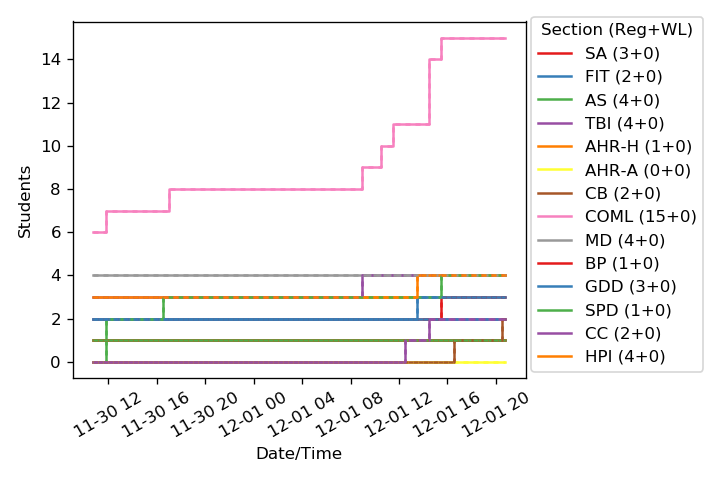 Section (Reg+WL)
SA (3+0)
FIT (2+0)
AS (4+0)
TBI (4+0)
AHR-H (1+0)
AHR-A (0+0)
CB (2+0)
COML (15+0)
MD (4+0)
BP (1+0)
GDD (3+0)
SPD (1+0)
CC (2+0)
HPI (4+0)
Students
14
12
10
8
6
4
2
0
11-30 12
11-30 16
11-30 20
12-01 00
12-01 04
12-01 08
12-01 12
12-01 16
12-01 20
Date/Time